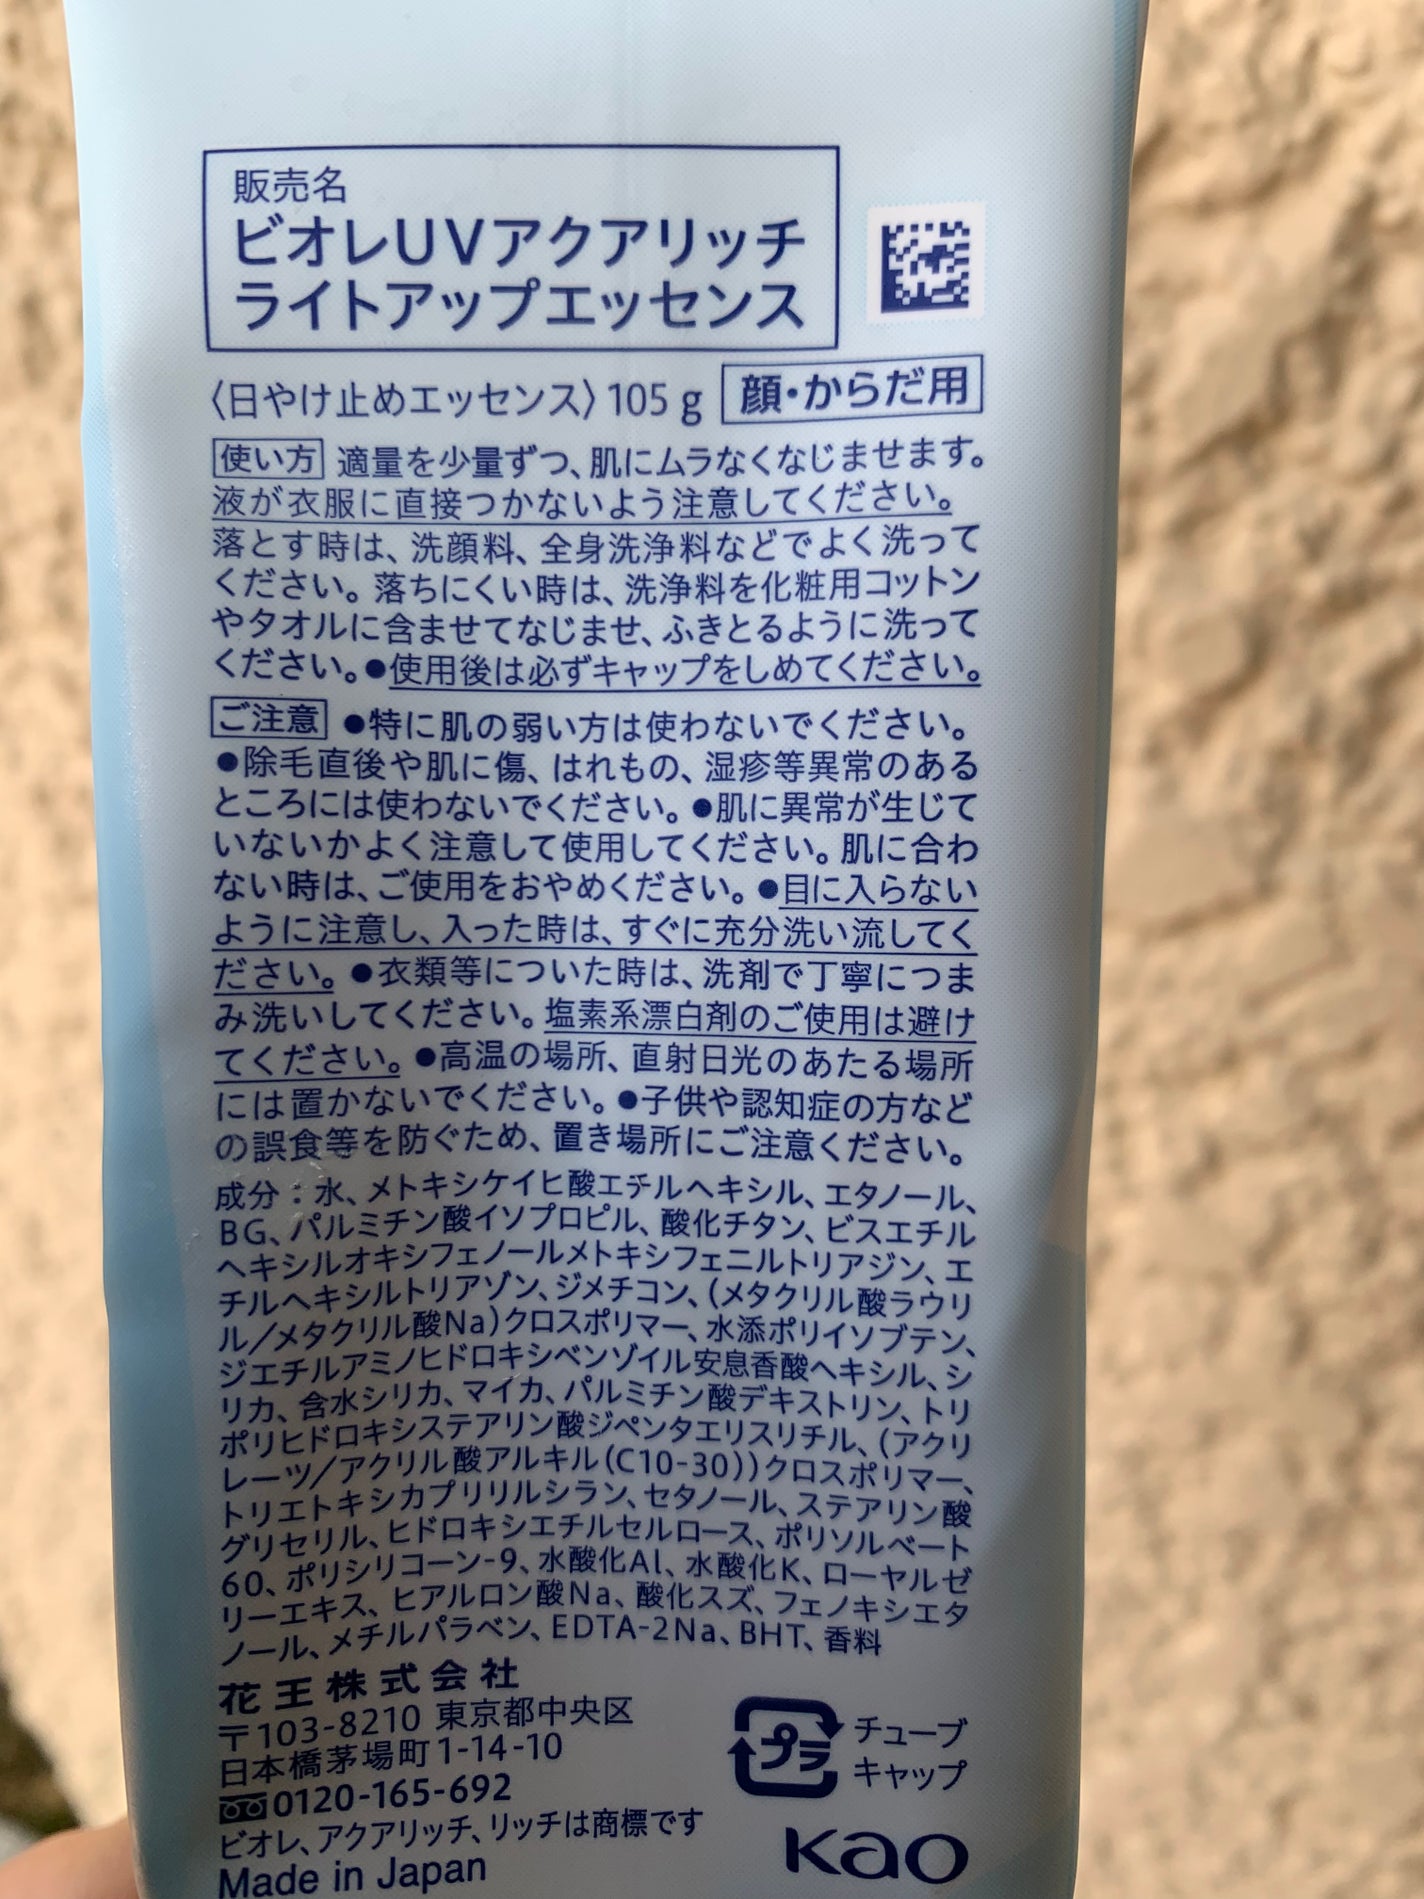 販売名
ビオレUVアクアリッチ
ライトアップエッセンス
〈日やけ止めエッセンス〉105g 顔・からだ用
使い方 適量を少量ずつ、肌にムラなくなじませます。
液が衣服に直接つかないよう注意してください。
落とす時は、洗顔料、全身洗浄料などでよく洗って
ください。落ちにくい時は、洗浄料を化粧用コットン
やタオルに含ませてなじませ、ふきとるように洗って
ください。●使用後は必ずキャップをしめてください。
ご注意 ●特に肌の弱い方は使わないでください。
●除毛直後や肌に傷、はれもの、湿疹等異常のある
ところには使わないでください。●肌に異常が生じて
いないかよく注意して使用してください。肌に合わ
ない時は、ご使用をおやめください。●目に入らない
ように注意し、入った時は、すぐに充分洗い流してく
ださい。●衣類等についた時は、洗剤で丁寧につま
み洗いしてください。塩素系漂白剤のご使用は避け
てください。●高温の場所、直射日光のあたる場所
には置かないでください。●子供や認知症の方など
の誤食等を防ぐため、置き場所にご注意ください。
成分：水、メトキシケイヒ酸エチルヘキシル、エタノール、
BG、パルミチン酸イソプロピル、酸化チタン、ビスエチル
ヘキシルオキシフェノールメトキシフェニルトリアジン、エ
チルヘキシルトリアゾン、ジメチコン、(メタクリル酸ラウリ
ル/メタクリル酸Na)クロスポリマー、水添ポリイソブテン、
ジエチルアミノヒドロキシベンゾイル安息香酸ヘキシル、シ
リカ、含水シリカ、マイカ、パルミチン酸デキストリン、トリ
ポリヒドロキシステアリン酸ジペンタエリスリチル、(アクリ
レーツ/アクリル酸アルキル(C10-30))クロスポリマー、
トリエトキシカプリリルシラン、セタノール、ステアリン酸
グリセリル、ヒドロキシエチルセルロース、ポリソルベート
60、ポリシリコーン-9、水酸化Al、水酸化K、ローヤルゼ
リーエキス、ヒアルロン酸Na、酸化スズ、フェノキシエタ
ノール、メチルパラベン、EDTA-2Na、BHT、香料
花王株式会社
〒103-8210 東京都中央区
日本橋茅場町1-14-10
0120-165-692
ビオレ、アクアリッチ、リッチは商標です
Made in Japan
プラ
チューブ
キャップ
Kao